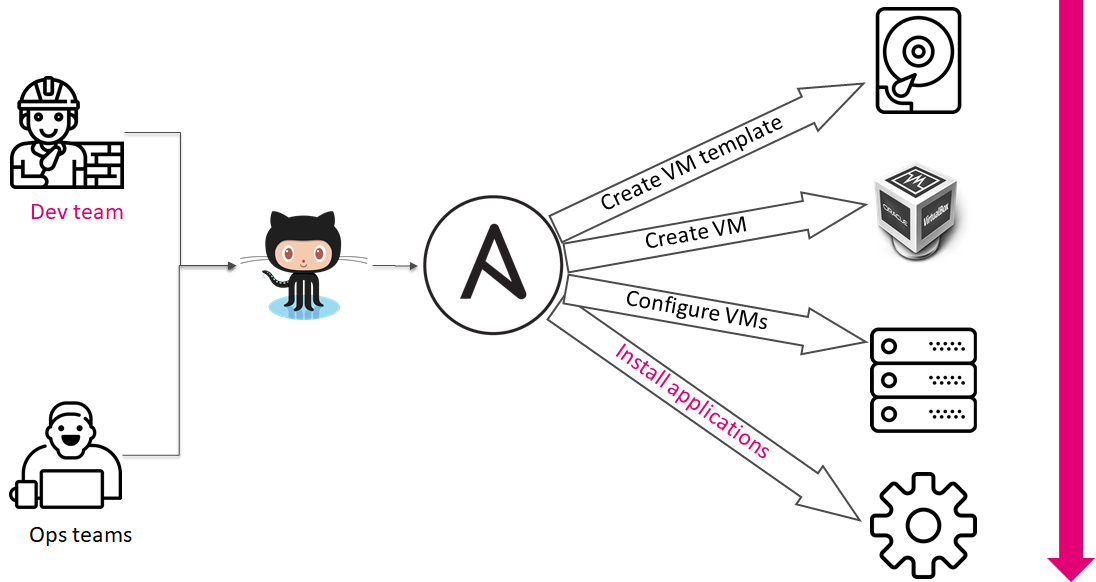 Dev team
Ops teams
Create VM template
Create VM
Configure VMs
Install applications
ORACLE
VirtualBox